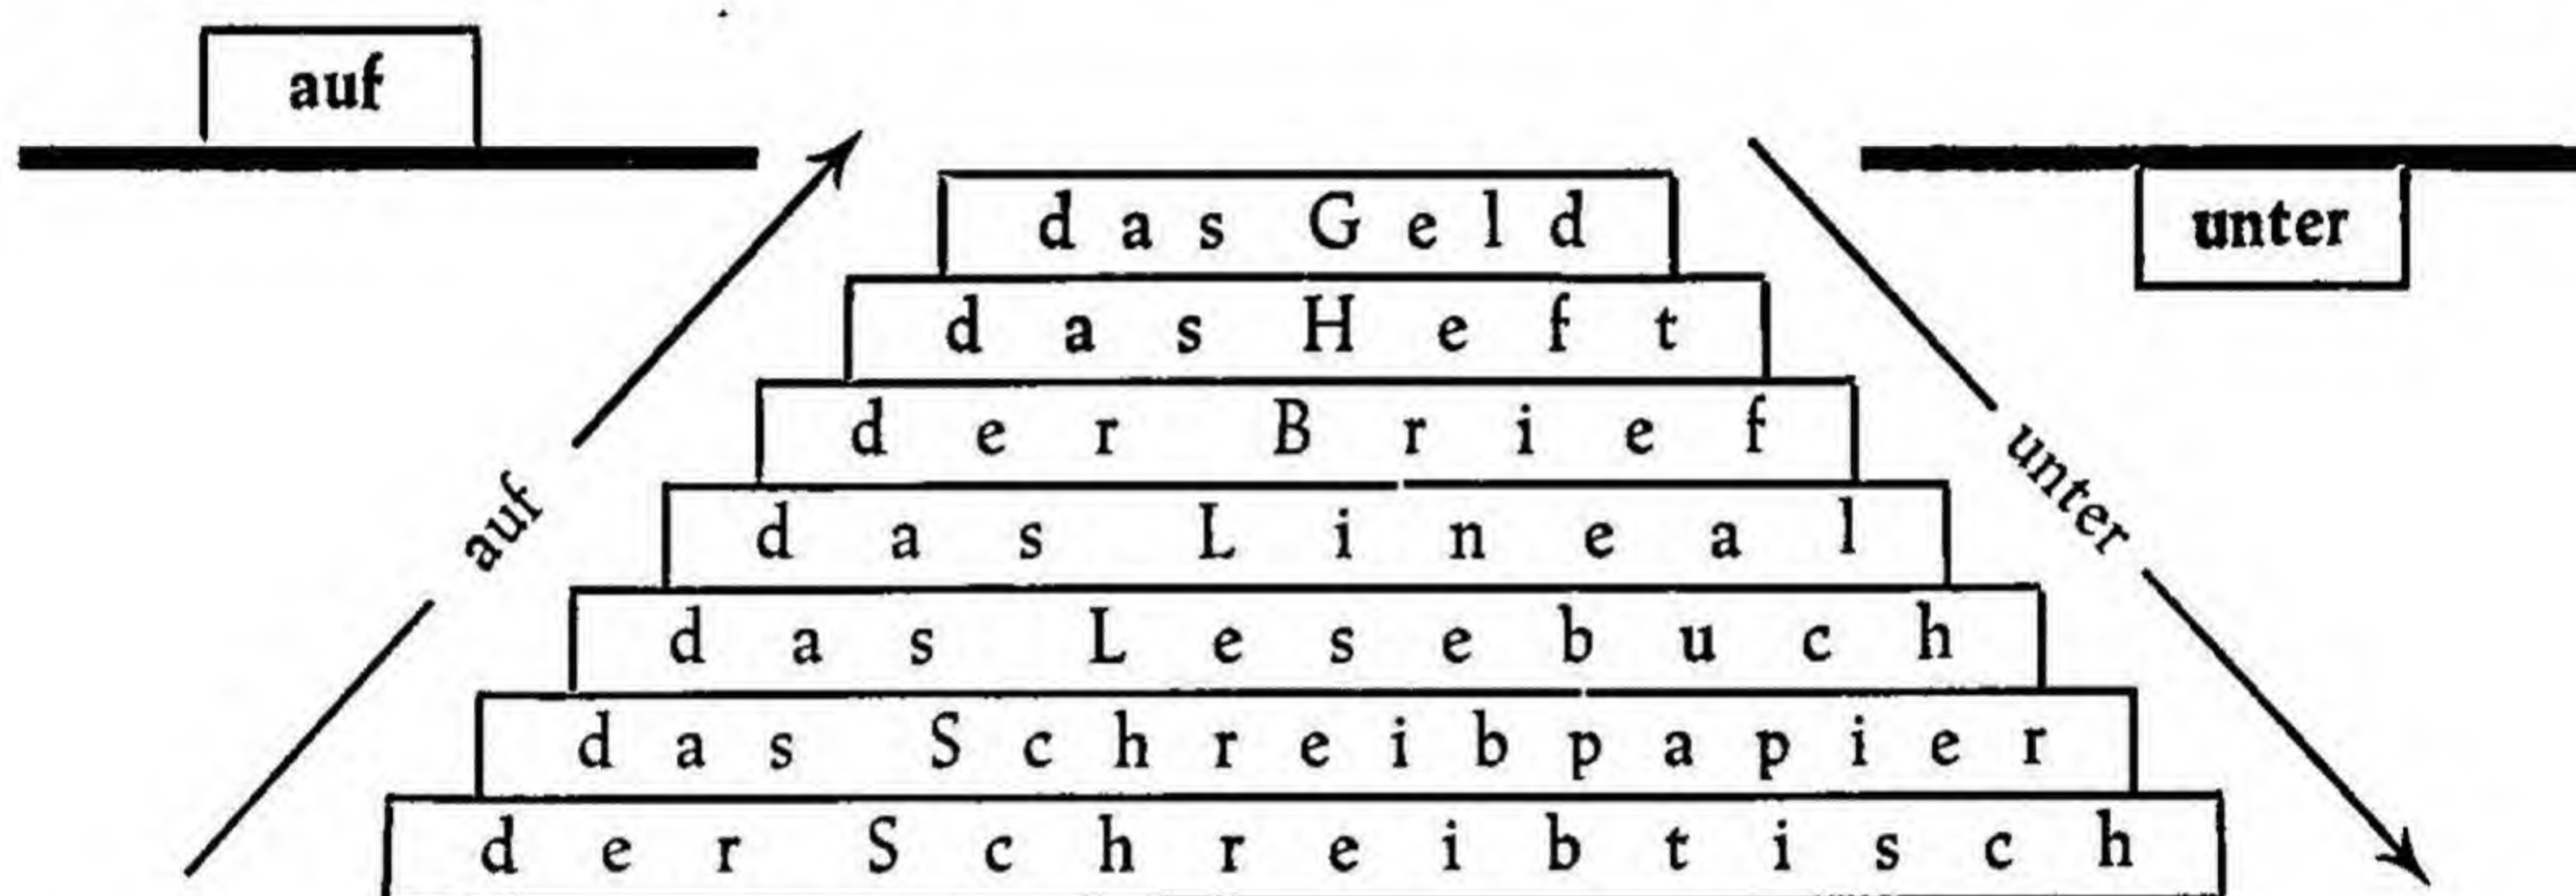 auf
das Geld
unter
das Heft
der Brief
auf
unter
das Lineal
das Lesebuch
das Schreibpapier
der Schreibtisch